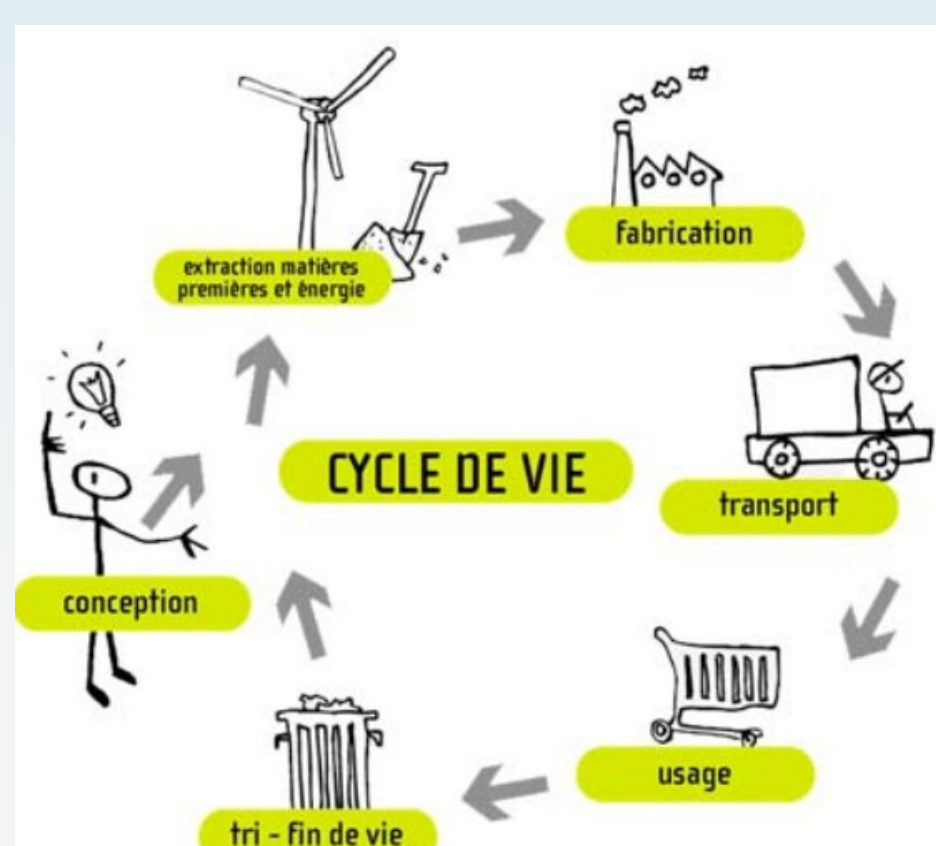 extraction matières
premières et énergie
fabrication
CYCLE DE VIE
transport
conception
usage
tri - fin de vie